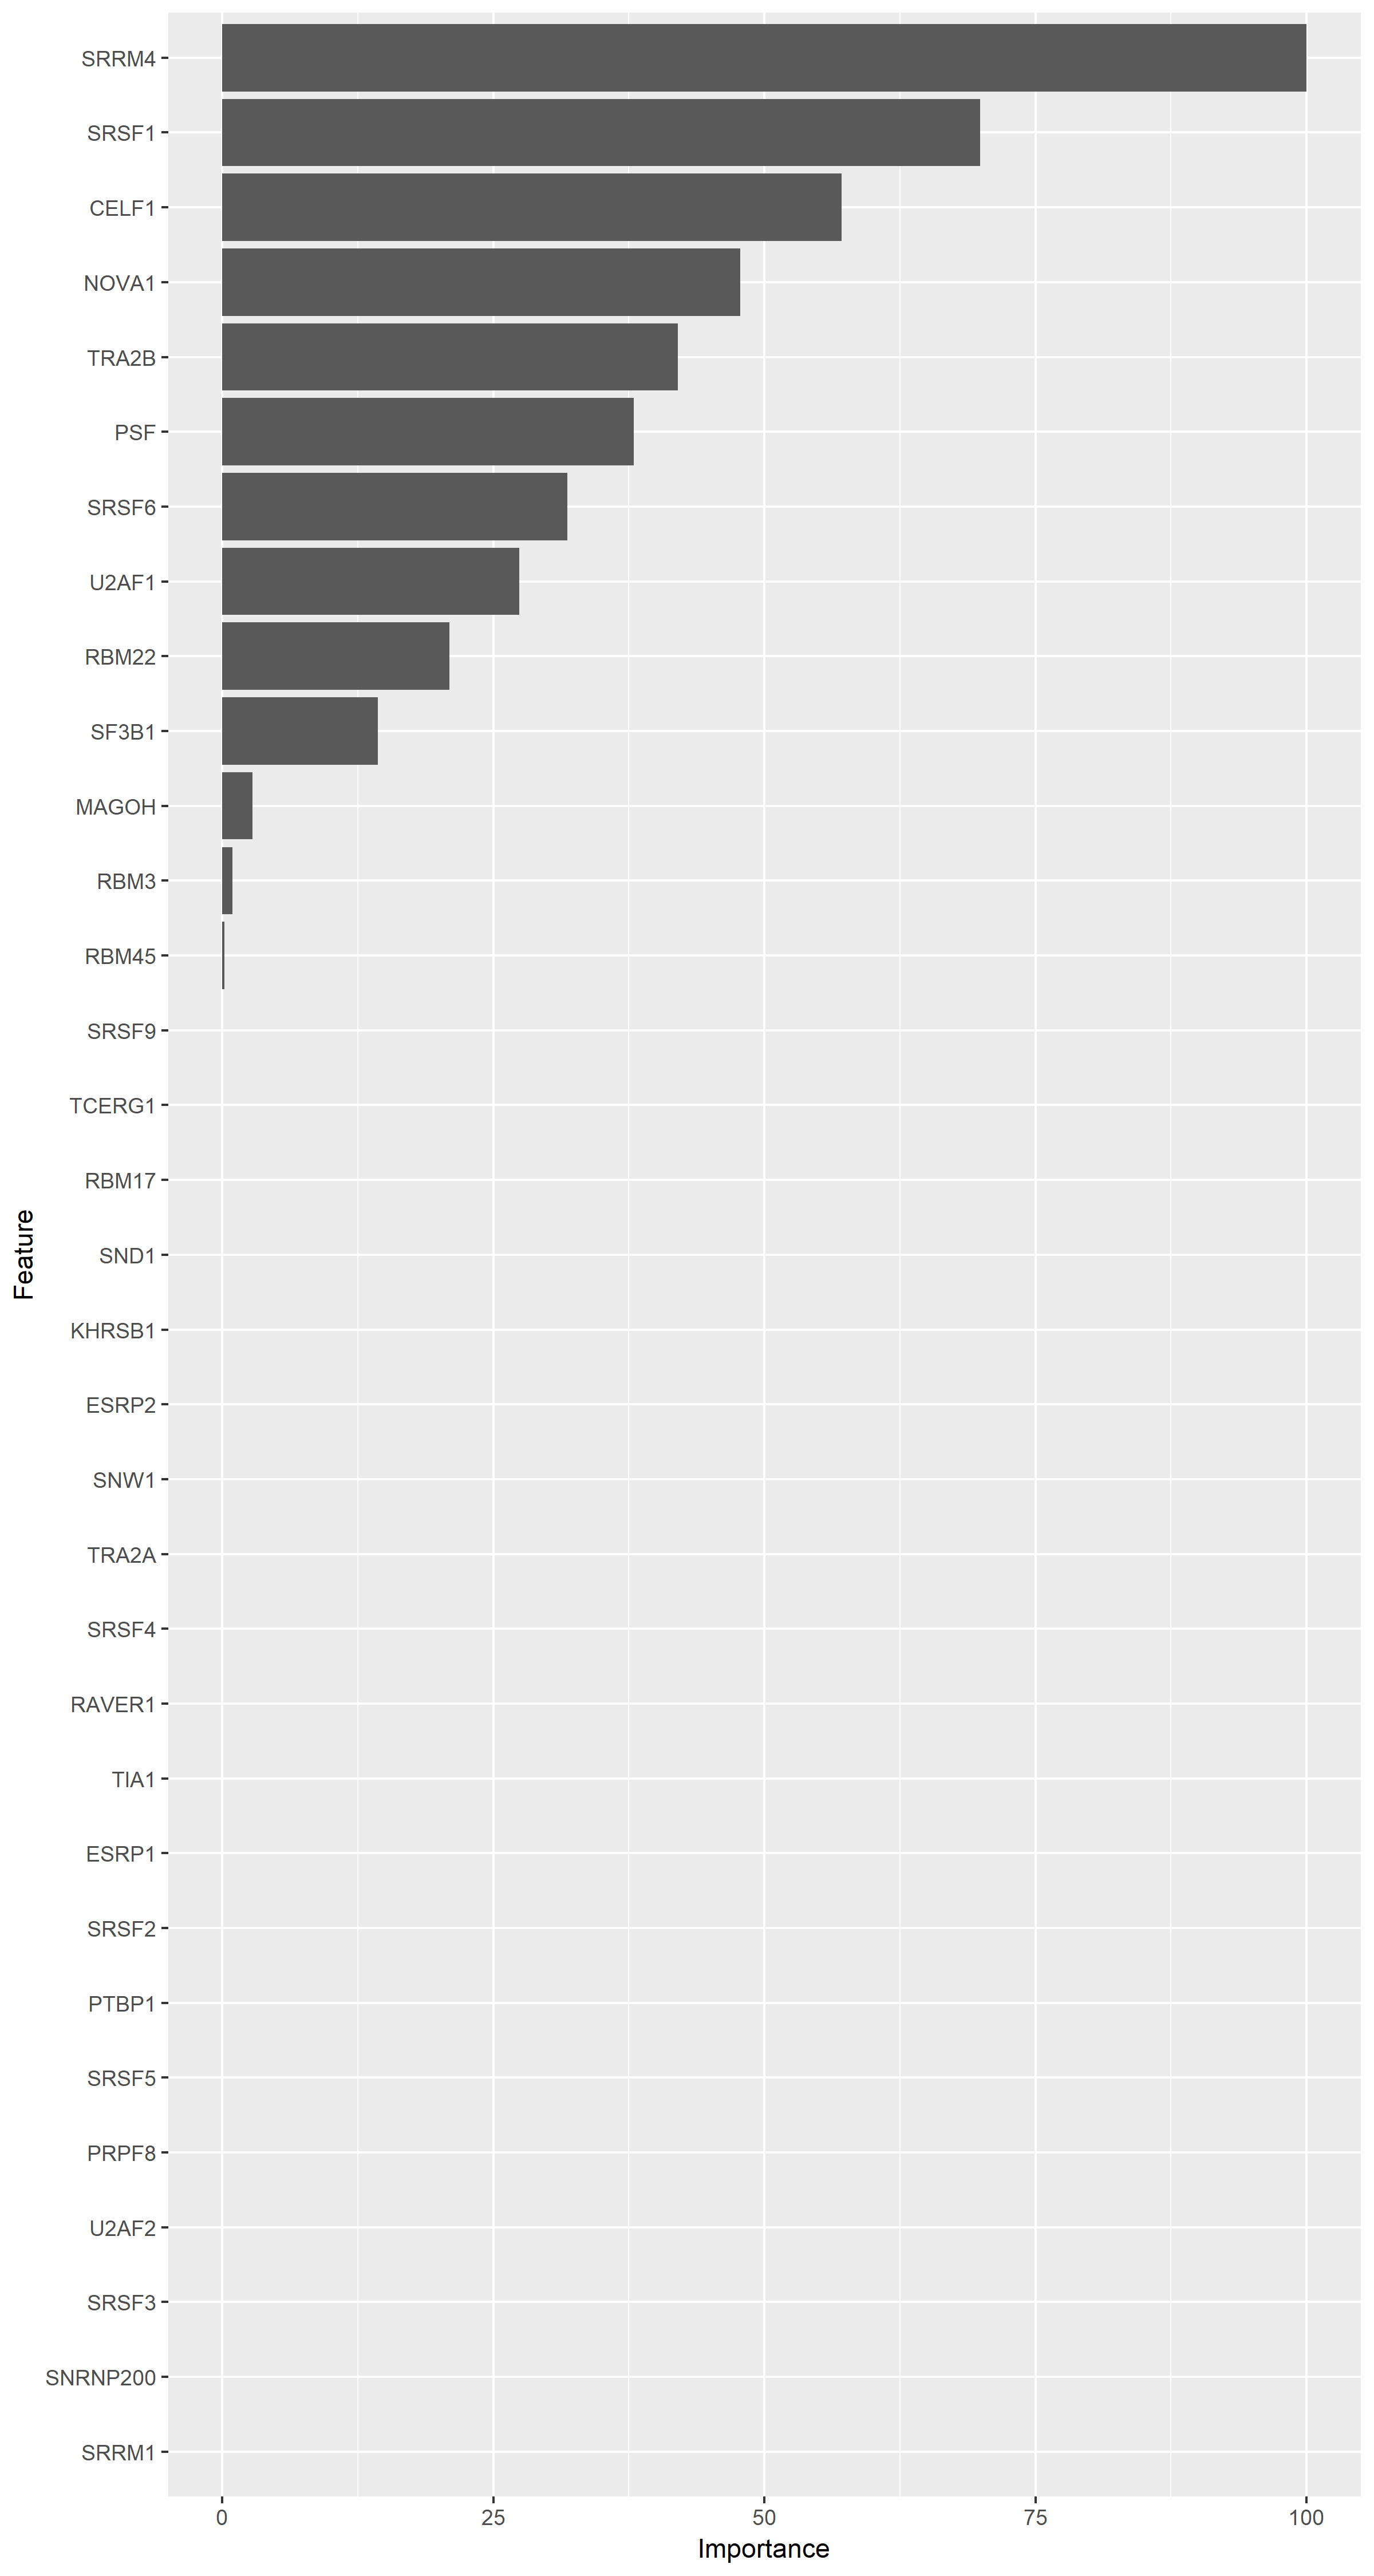 SRRM4
SRSF1
CELF1
NOVA1
TRA2B
PSF
SRSF6
U2AF1
RBM22
SF3B1
MAGOH
RBM3
RBM45
SRSF9
TCERG1
RBM17
SND1
KHRSB1
ESRP2
SNW1
TRA2A
SRSF4
RAVER1
TIA1
ESRP1
SRSF2
PTBP1
SRSF5
PRPF8
U2AF2
SRSF3
SNRNP200
SRRM1
Feature
0 25 50 75 100
Importance